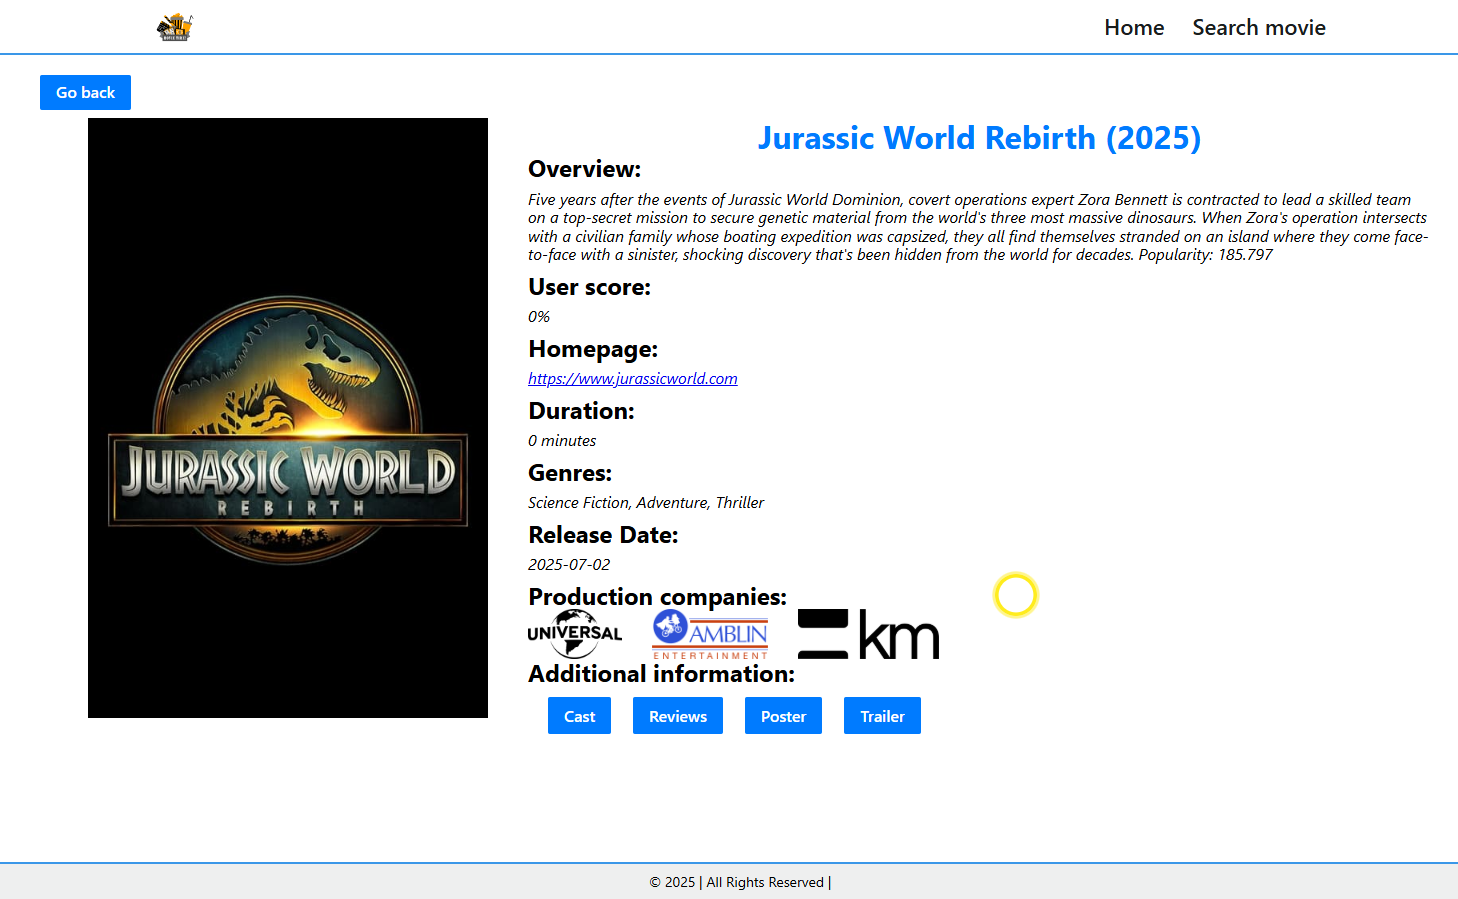 Home Search movie
Go back
JURASSIC WORLD
REBIRTH
Jurassic World Rebirth (2025)
Overview:
Five years after the events of Jurassic World Dominion, covert operations expert Zora Bennett is contracted to lead a skilled team
on a top-secret mission to secure genetic material from the world's three most massive dinosaurs. When Zora's operation intersects
with a civilian family whose boating expedition was capsized, they all find themselves stranded on an island where they come face-
to-face with a sinister, shocking discovery that's been hidden from the world for decades. Popularity: 185.797
User score:
0%
Homepage:
https://www.jurassicworld.com
Duration:
0 minutes
Genres:
Science Fiction, Adventure, Thriller
Release Date:
2025-07-02
Production companies:
UNIVERSAL AMBLIN km
ENTERTAINMENT
Additional information:
Cast Reviews Poster Trailer
© 2025 | All Rights Reserved |